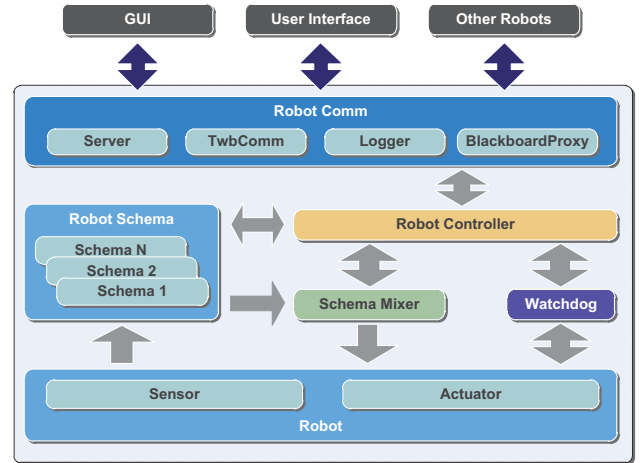 GUI
User Interface
Other Robots
Robot Comm
Server
TwbComm
Logger
BlackboardProxy
Robot Schema
Schema N
Schema 2
Schema 1
Robot Controller
Schema Mixer
Watchdog
Sensor
Actuator
Robot